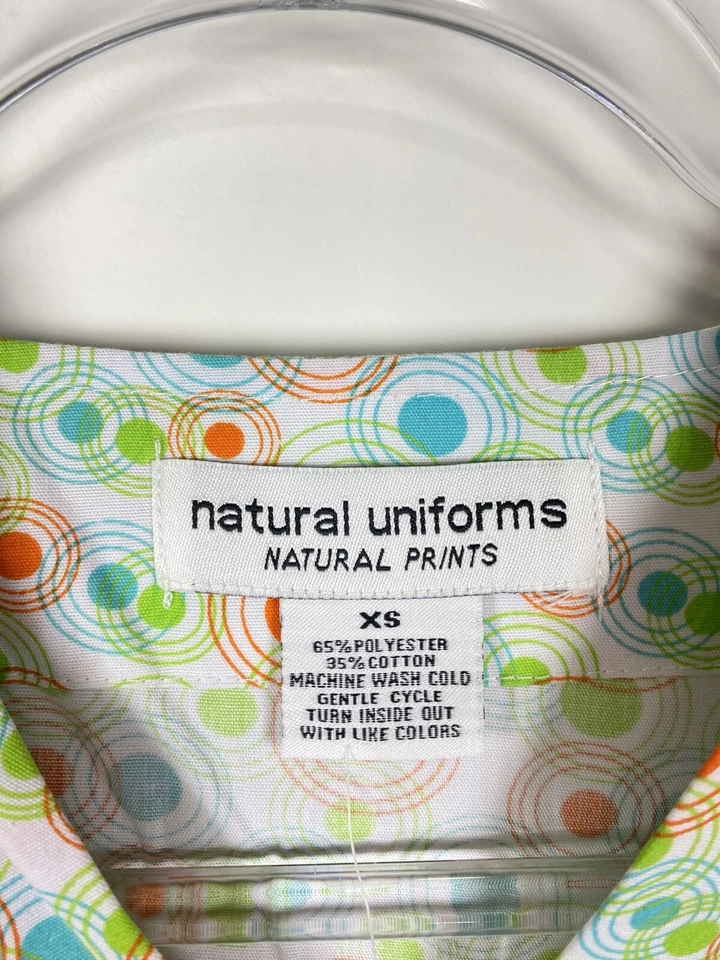 natural uniforms
NATURAL PRINTS
XS
65% POLYESTER
35% COTTON
MACHINE WASH COLD
GENTLE CYCLE
TURN INSIDE OUT
WITH LIKE COLORS